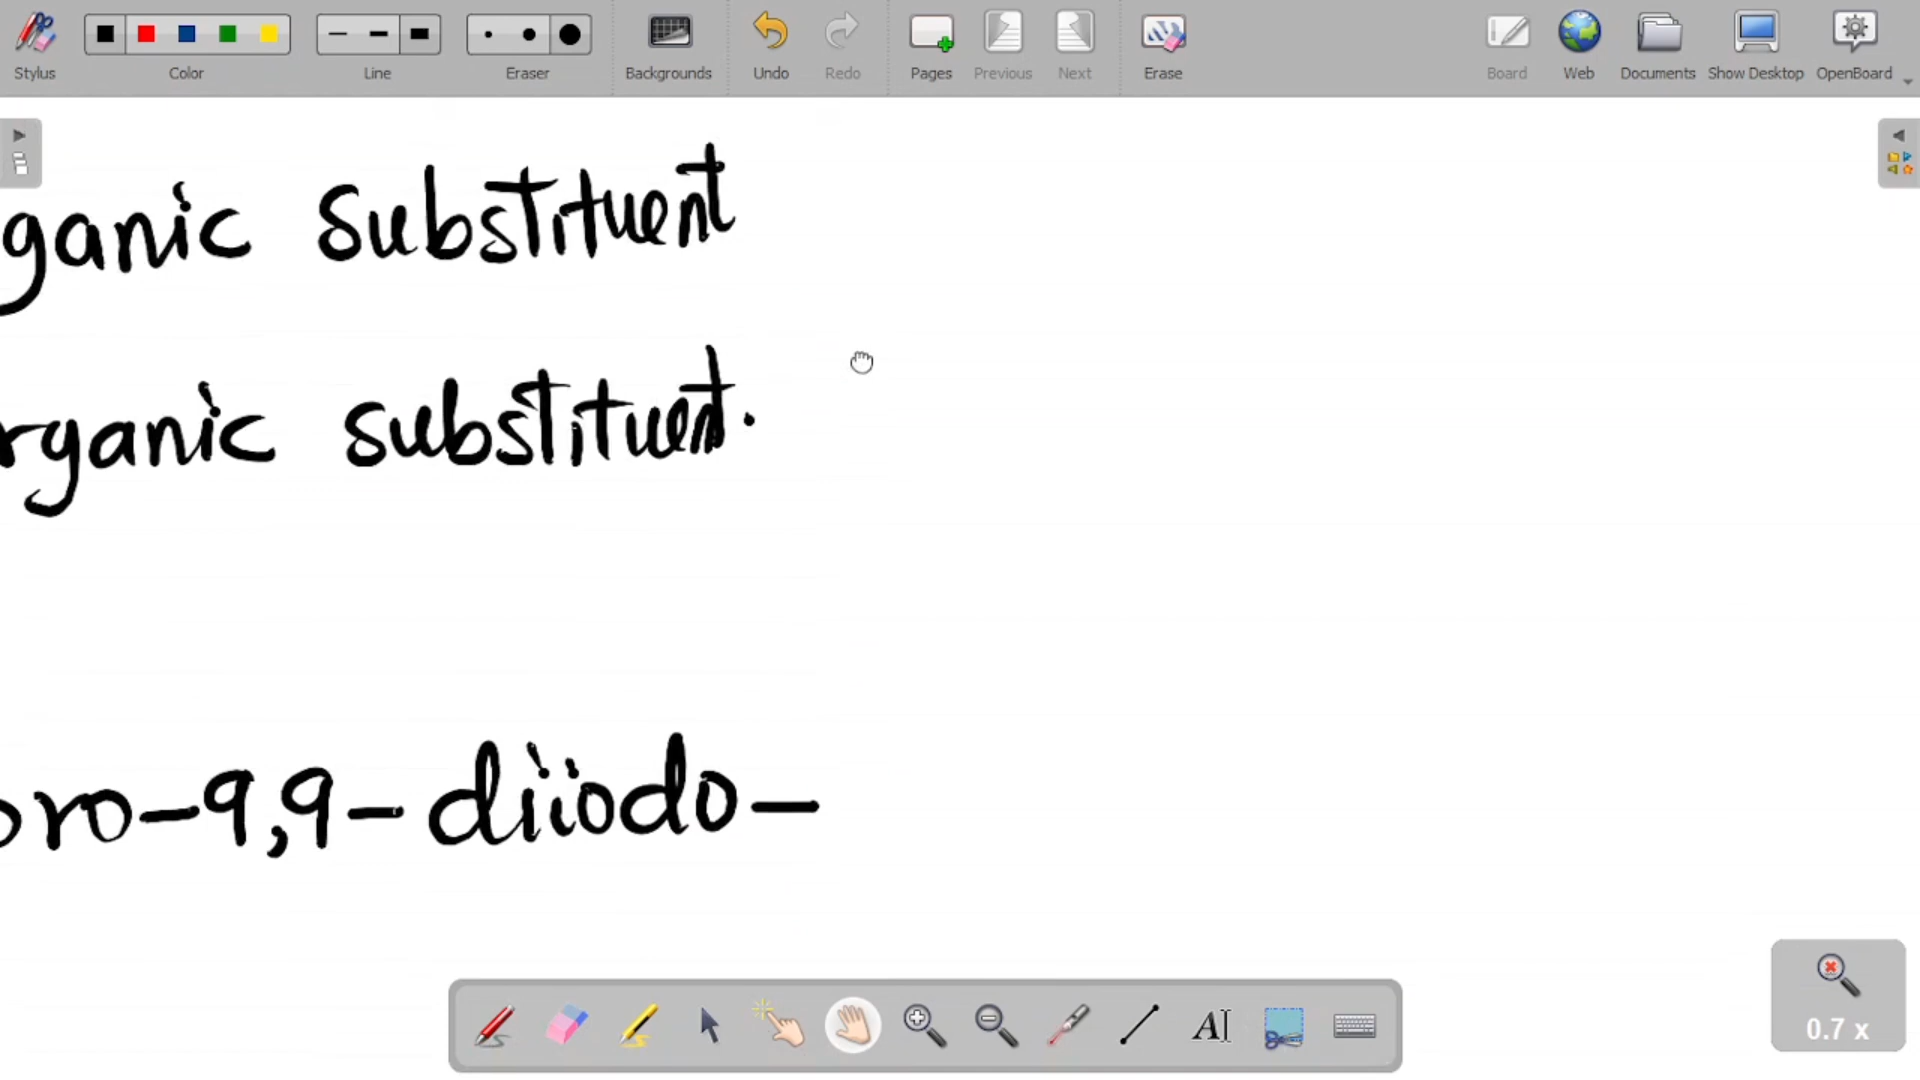 Stylus Color Line Eraser Backgrounds Undo Redo Pages Previous Next Erase Board Web Documents Show Desktop OpenBoard
ganic substituent
rganic substituent.
oro-9,9-diiodo-
0.7 x